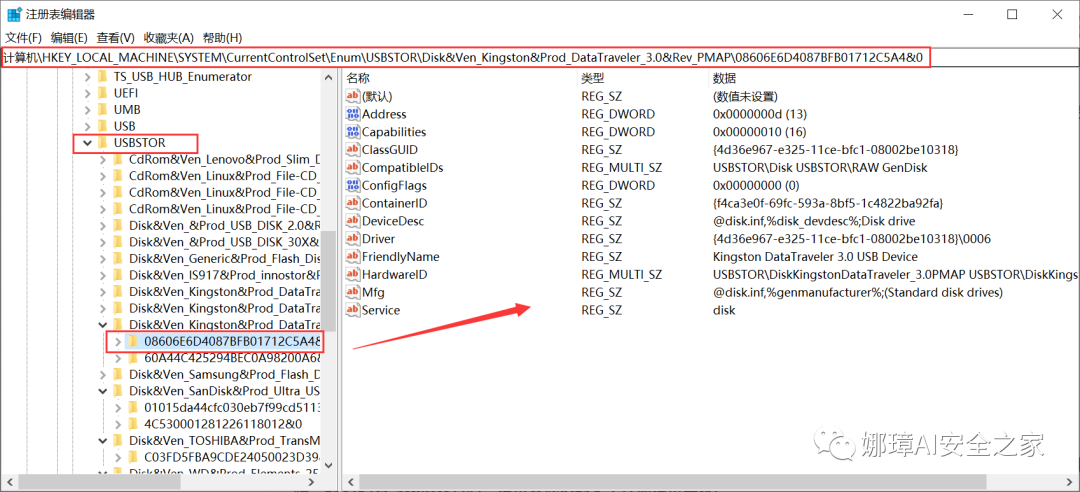 注册表编辑器
文件(F) 编辑(E) 查看(V) 收藏夹(A) 帮助(H)
计算机\HKEY_LOCAL_MACHINE\SYSTEM\CurrentControlSet\Enum\USBSTOR\Disk&Ven_Kingston&Prod_DataTraveler_3.0&Rev_PMAP\08606E6D4087BFB01712C5A4&0
TS_USB_HUB_Enumerator
UEFI
UMB
USB
USBSTOR
CdRom&Ven_Lenovo&Prod_Slim_D
CdRom&Ven_Linux&Prod_File-CD_
CdRom&Ven_Linux&Prod_File-CD_
CdRom&Ven_Linux&Prod_File-CD_
Disk&Ven_&Prod_USB_DISK_2.0&R
Disk&Ven_&Prod_USB_DISK_30X&
Disk&Ven_Generic&Prod_Flash_Dis
Disk&Ven_IS917&Prod_innostor&R
Disk&Ven_Kingston&Prod_DataTra
Disk&Ven_Kingston&Prod_DataTra
Disk&Ven_Kingston&Prod_DataTra
08606E6D4087BFB01712C5A4&
60A44C425294BEC0A98200A6&
Disk&Ven_Samsung&Prod_Flash_D
Disk&Ven_SanDisk&Prod_Ultra_US
01015da44cfc030eb7f99cd5113
4C530001281226118012&0
Disk&Ven_TOSHIBA&Prod_TransM
C03FD5FBA9CDE24050023D394
Disk&Ven_WD&Prod_Elements_25
名称 类型 数据
(默认) REG_SZ (数值未设置)
Address REG_DWORD 0x0000000d (13)
Capabilities REG_DWORD 0x00000010 (16)
ClassGUID REG_SZ {4d36e967-e325-11ce-bfc1-08002be10318}
CompatibleIDs REG_MULTI_SZ USBSTOR\Disk USBSTOR\RAW GenDisk
ConfigFlags REG_DWORD 0x00000000 (0)
ContainerID REG_SZ {f4ca3e0f-69fc-593a-8bf5-1c4822ba92fa}
DeviceDesc REG_SZ @disk.inf,%disk_devdesc%;Disk drive
Driver REG_SZ {4d36e967-e325-11ce-bfc1-08002be10318}\0006
FriendlyName REG_SZ Kingston DataTraveler 3.0 USB Device
HardwareID REG_MULTI_SZ USBSTOR\DiskKingstonDataTraveler_3.0PMAP USBSTOR\DiskKings
Mfg REG_SZ @disk.inf,%genmanufacturer%;(Standard disk drives)
Service REG_SZ disk
娜璋AI安全之家